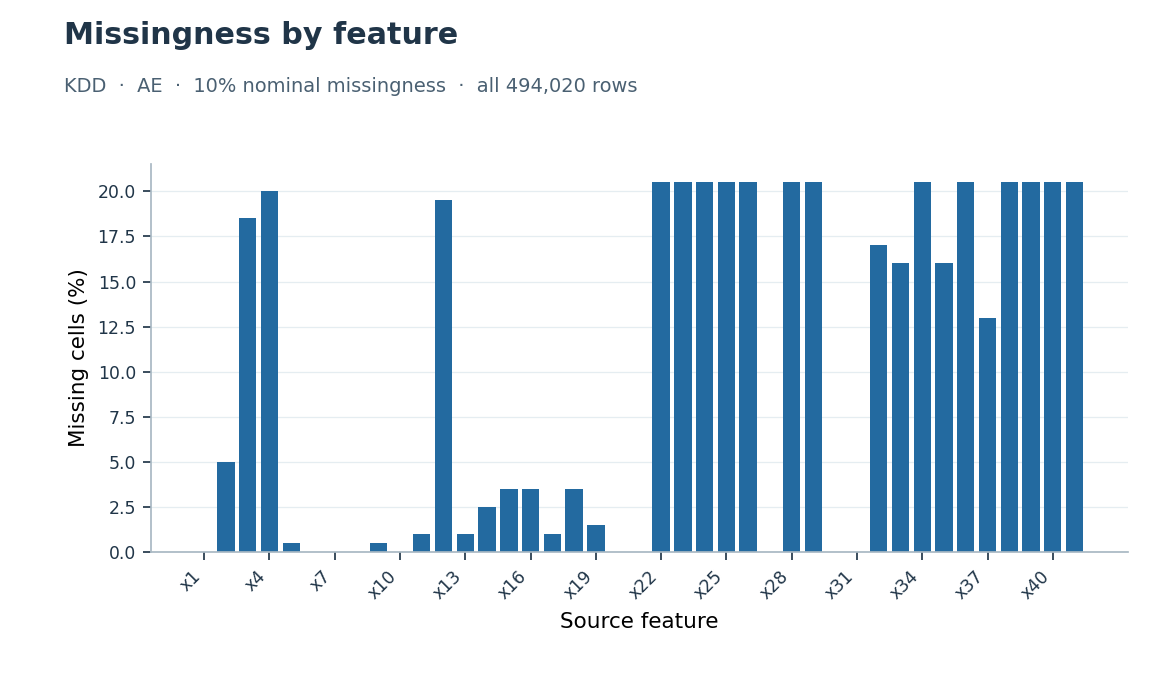 Missingness by feature
KDD · AE · 10% nominal missingness · all 494,020 rows
20.0
17.5
15.0
12.5
10.0
7.5
5.0
2.5
0.0
Missing cells (%)
x1 x4 x7 x10 x13 x16 x19 x22 x25 x28 x31 x34 x37 x40
Source feature